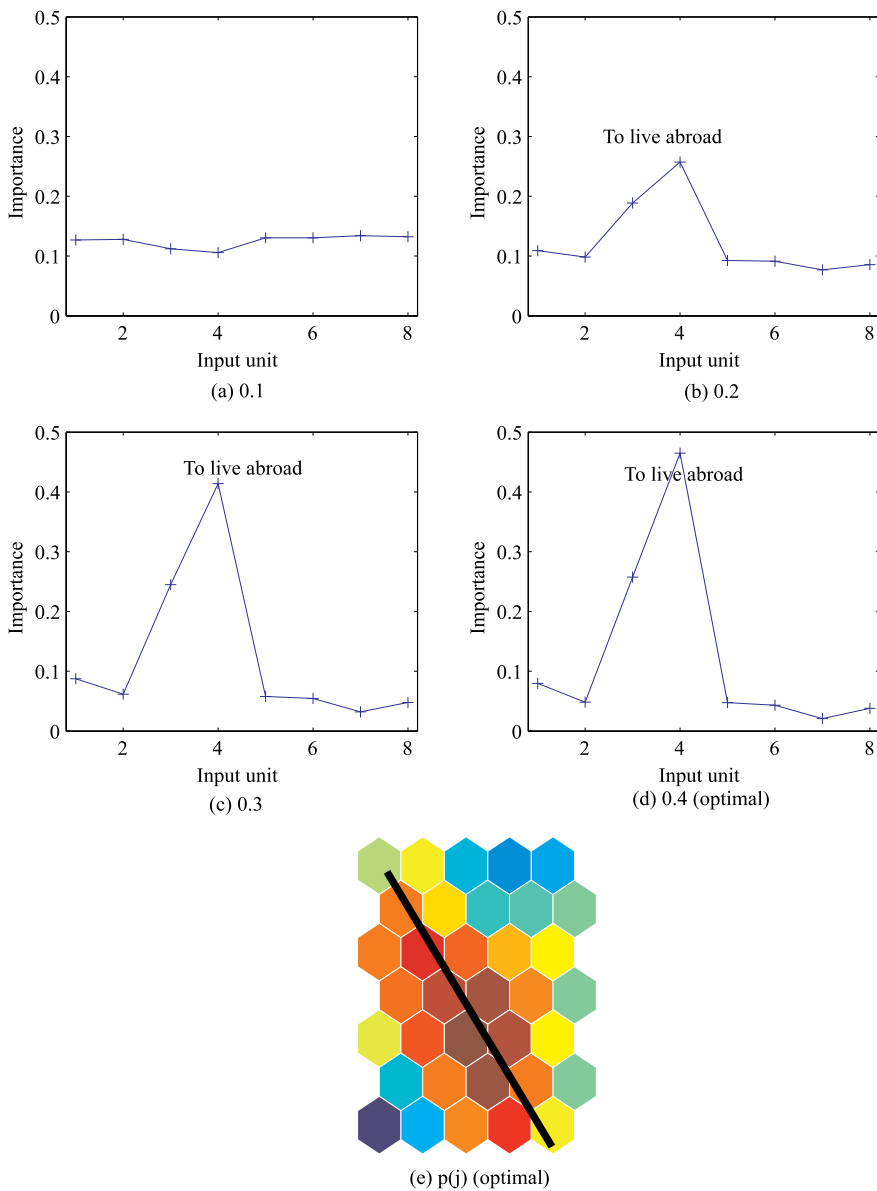 0.5
0.4
0.3
0.2
0.1
0
Importance
2
4
6
8
Input unit
(a) 0.1
0.5
0.4
0.3
0.2
0.1
0
Importance
To live abroad
2
4
6
8
Input unit
(b) 0.2
0.5
0.4
0.3
0.2
0.1
0
Importance
To live abroad
2
4
6
8
Input unit
(c) 0.3
0.5
0.4
0.3
0.2
0.1
0
Importance
To live abroad
2
4
6
8
Input unit
(d) 0.4 (optimal)
(e) p(j) (optimal)